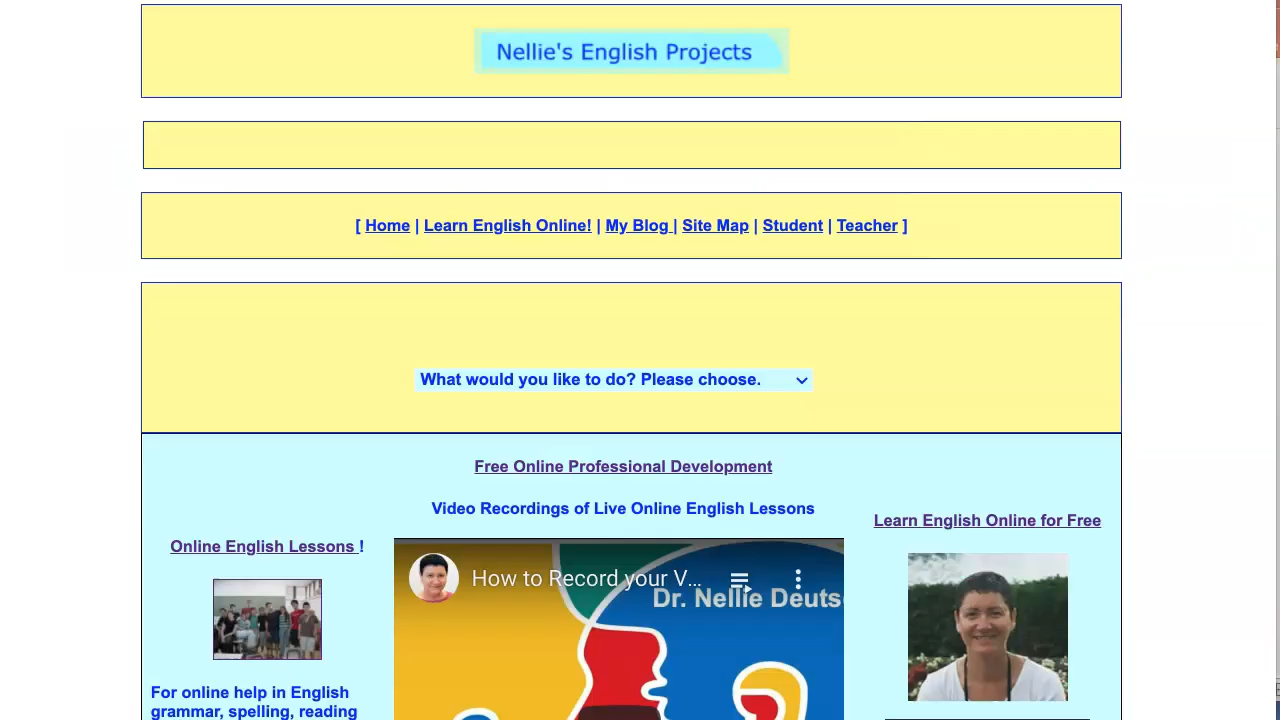 Nellie's English Projects
[ Home | Learn English Online! | My Blog | Site Map | Student | Teacher ]
What would you like to do? Please choose.
Free Online Professional Development
Video Recordings of Live Online English Lessons
Learn English Online for Free
Online English Lessons !
How to Record your V...
Dr. Nellie Deuts
For online help in English
grammar, spelling, reading